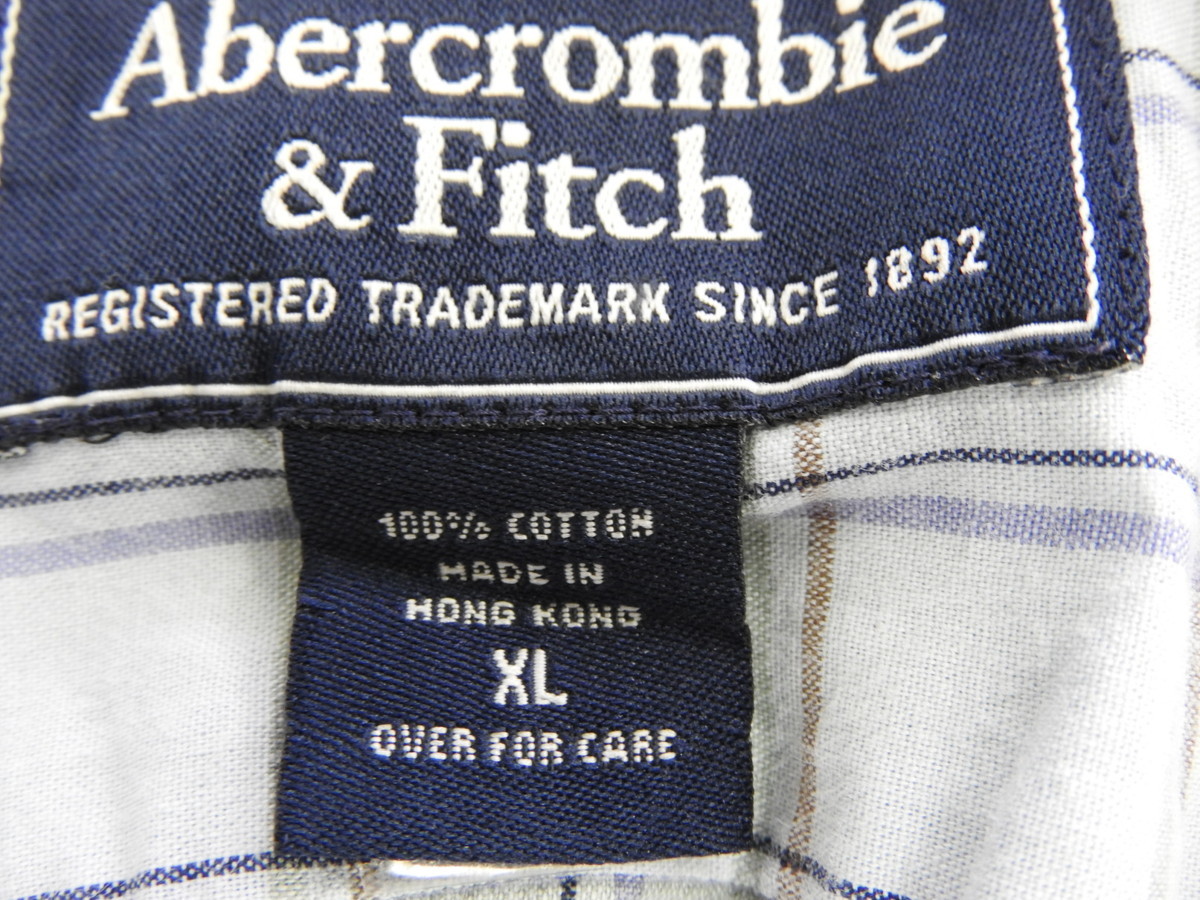 Abercrombie
& Fitch
REGISTERED TRADEMARK SINCE 1892
100% COTTON
MADE IN
HONG KONG
XL
OVER FOR CARE